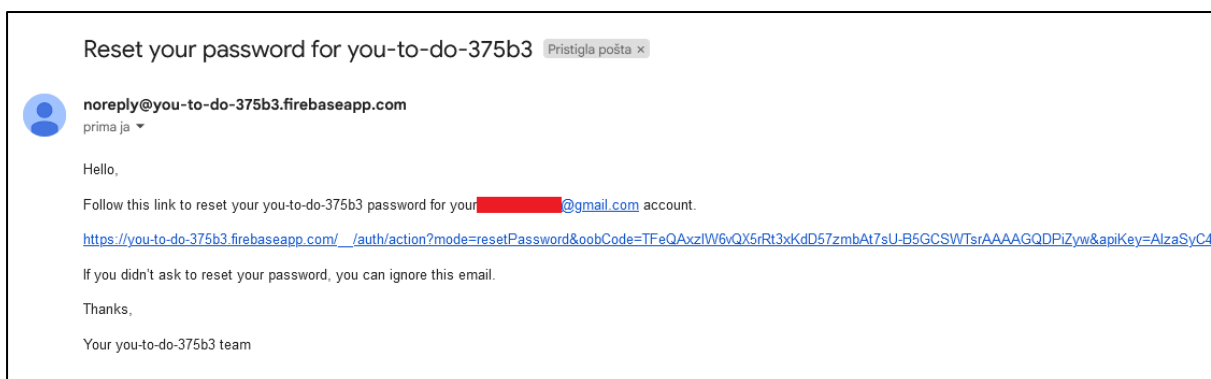 Reset your password for you-to-do-375b3 Pristigla pošta ×
noreply@you-to-do-375b3.firebaseapp.com
prima ja
Hello,
Follow this link to reset your you-to-do-375b3 password for your @gmail.com account.
https://you-to-do-375b3.firebaseapp.com/__/auth/action?mode=resetPassword&oobCode=TFeQAxzIW6vQX5rRt3xKdD57zmbAt7sU-B5GCSWTsrAAAAGQDPiZyw&apiKey=AIzaSyC4
If you didn't ask to reset your password, you can ignore this email.
Thanks,
Your you-to-do-375b3 team